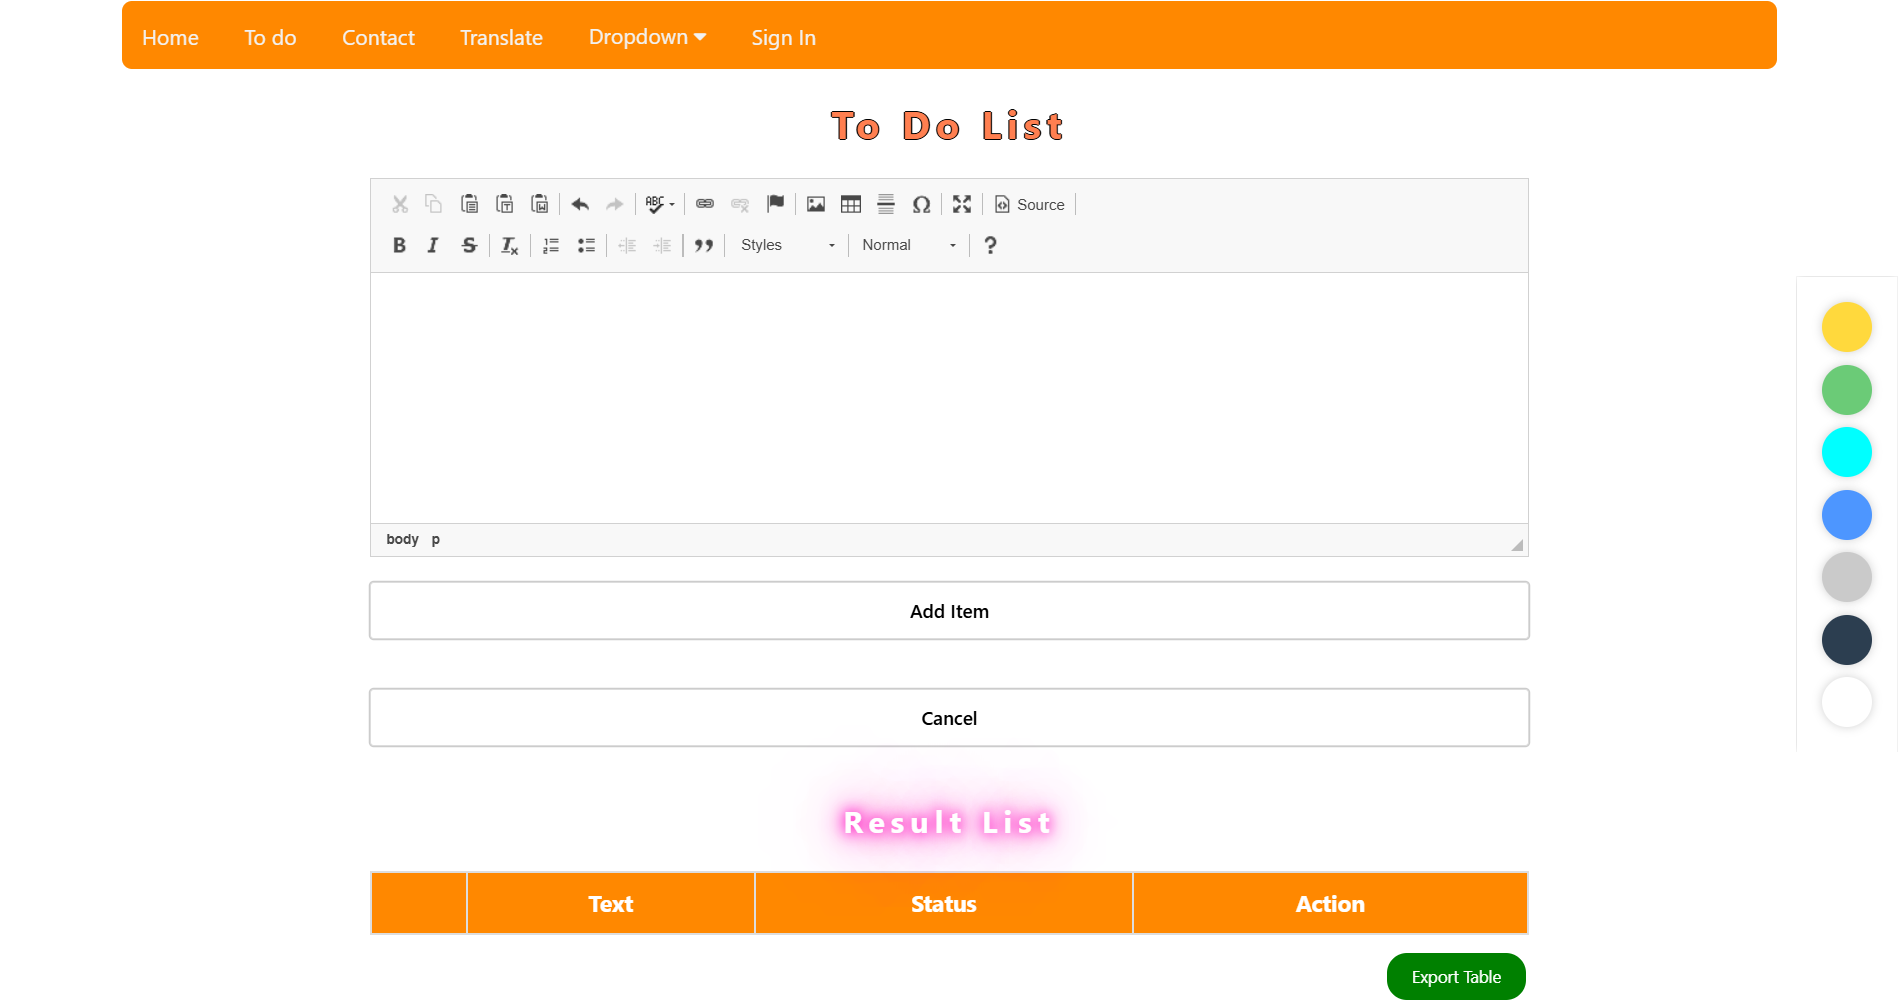 Home To do Contact Translate Dropdown Sign In
To Do List
ABC Source
B I S Styles Normal ?
body p
Add Item
Cancel
Result List
Text Status Action
Export Table